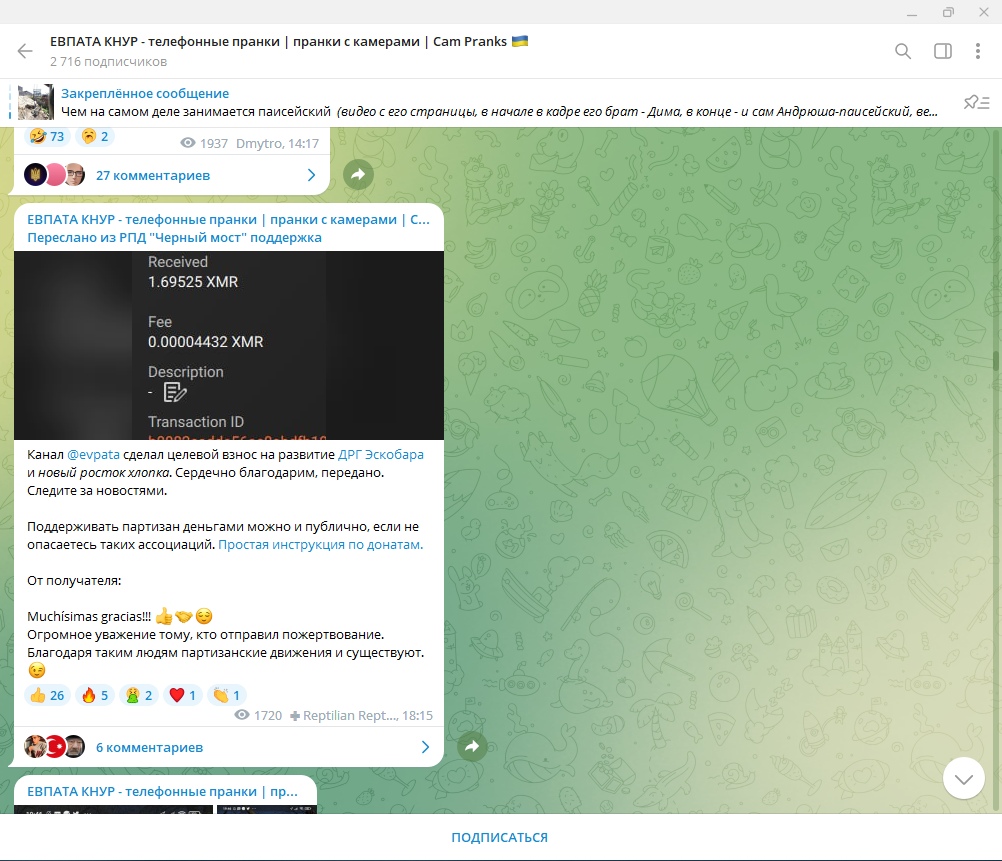 ЕВПАТА КНУР - телефонные пранки | пранки с камерами | Cam Pranks 🇺🇦
2 716 подписчиков
Закреплённое сообщение
Чем на самом деле занимается паисейский (видео с его страницы, в начале в кадре его брат - Дима, в конце - и сам Андрюша-паисейский, ве...
🤣 73 😚 2
1937 Dmytro, 14:17
27 комментариев
ЕВПАТА КНУР - телефонные пранки | пранки с камерами | C...
Переслано из РПД "Черный мост" поддержка
Received
1.69525 XMR
Fee
0.00004432 XMR
Description
-
Transaction ID
Канал @evpata сделал целевой взнос на развитие ДРГ Эскобара
и новый росток хлопка. Сердечно благодарим, передано.
Следите за новостями.
Поддерживать партизан деньгами можно и публично, если не
опасаетесь таких ассоциаций. Простая инструкция по донатам.
От получателя:
Muchísimas gracias!!! 👍🤝😌
Огромное уважение тому, кто отправил пожертвование.
Благодаря таким людям партизанские движения и существуют.
😉
👍 26 🔥 5 🤮 2 ❤ 1 👏 1
1720 Reptilian Rept..., 18:15
6 комментариев
ЕВПАТА КНУР - телефонные пранки | пр...
ПОДПИСАТЬСЯ